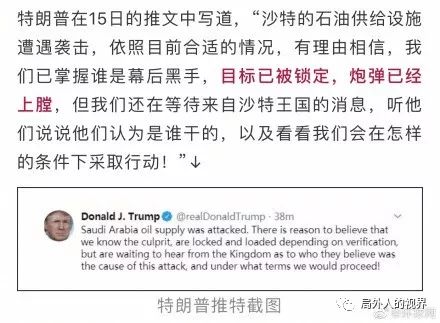 特朗普在15日的推文中写道，“沙特的石油供给设施
遭遇袭击，依照目前合适的情况，有理由相信，我
们已掌握谁是幕后黑手，目标已被锁定，炮弹已经
上膛，但我们还在等待来自沙特王国的消息，听他
们说说他们认为是谁干的，以及看看我们会在怎样
的条件下采取行动！”↓
Donald J. Trump @realDonaldTrump · 38m
Saudi Arabia oil supply was attacked. There is reason to believe that
we know the culprit, are locked and loaded depending on verification,
but are waiting to hear from the Kingdom as to who they believe was
the cause of this attack, and under what terms we would proceed!
特朗普推特截图
局外人的视界